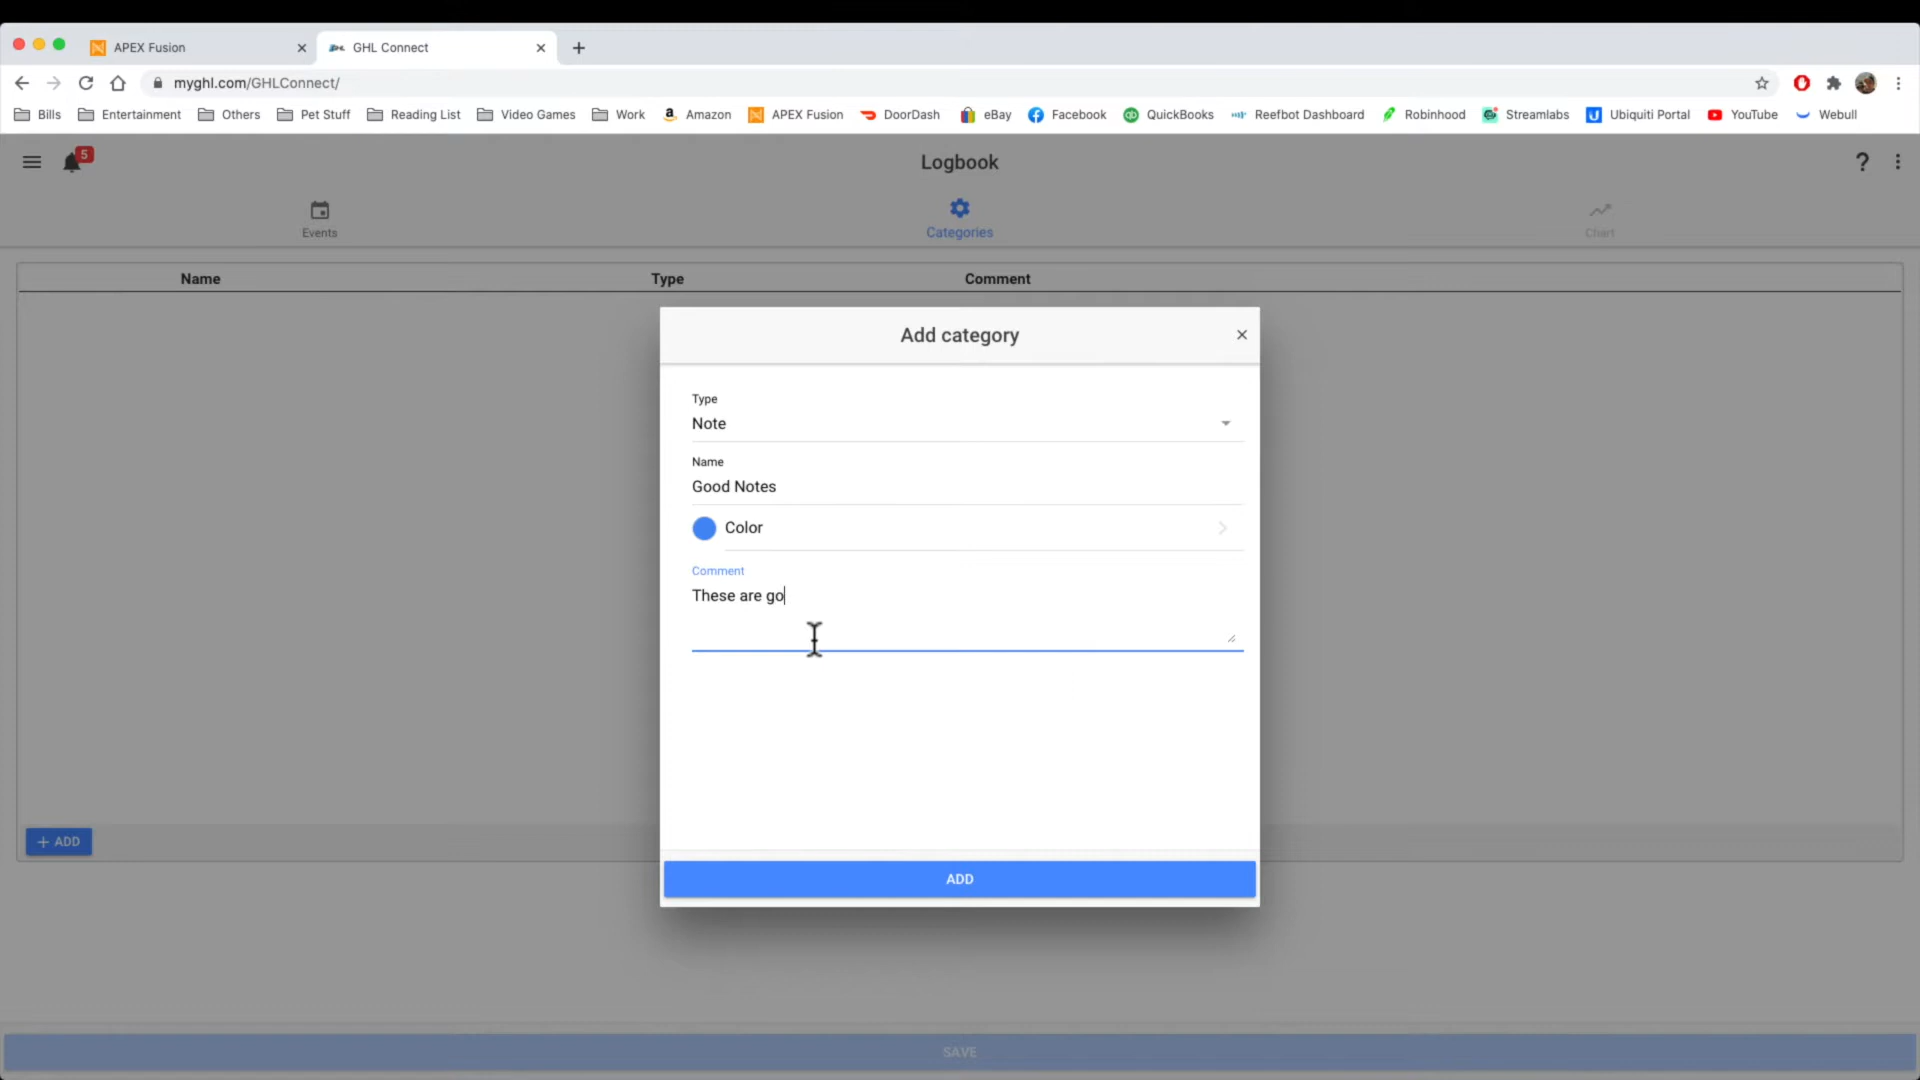 APEX Fusion
GHL Connect
myghl.com/GHLConnect/
Bills Entertainment Others Pet Stuff Reading List Video Games Work Amazon APEX Fusion DoorDash eBay Facebook QuickBooks Reefbot Dashboard Robinhood Streamlabs Ubiquiti Portal YouTube Webull
5
Logbook
?
Events
Categories
Chart
Name Type Comment
Add category
Type
Note
Name
Good Notes
Color
Comment
These are go
+ ADD
ADD
SAVE